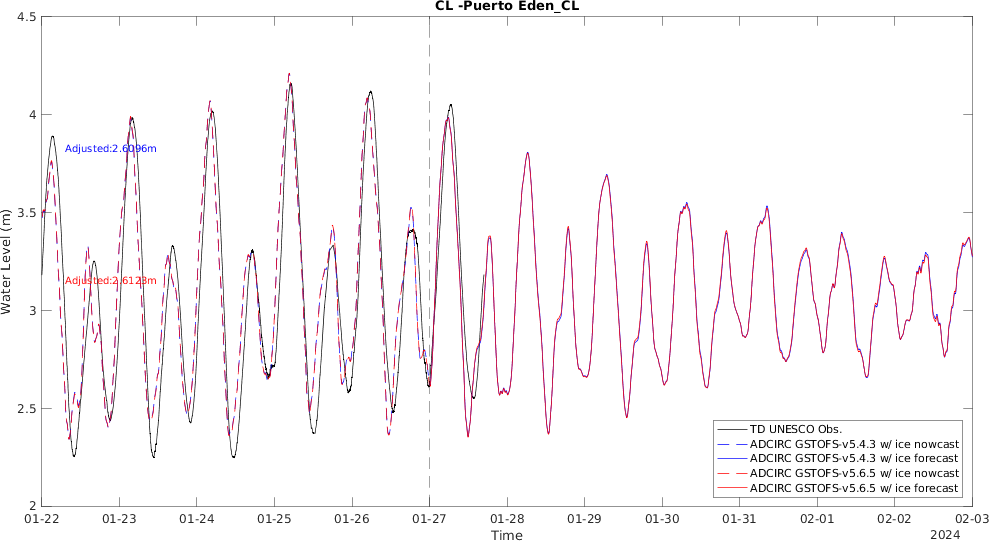 CL -Puerto Eden_CL
4.5
4
3.5
3
2.5
2
Water Level (m)
Adjusted:2.6096m
Adjusted:2.6123m
TD UNESCO Obs.
ADCIRC GSTOFS-v5.4.3 w/ ice nowcast
ADCIRC GSTOFS-v5.4.3 w/ ice forecast
ADCIRC GSTOFS-v5.6.5 w/ ice nowcast
ADCIRC GSTOFS-v5.6.5 w/ ice forecast
01-22 01-23 01-24 01-25 01-26 01-27 01-28 01-29 01-30 01-31 02-01 02-02 02-03
Time
2024